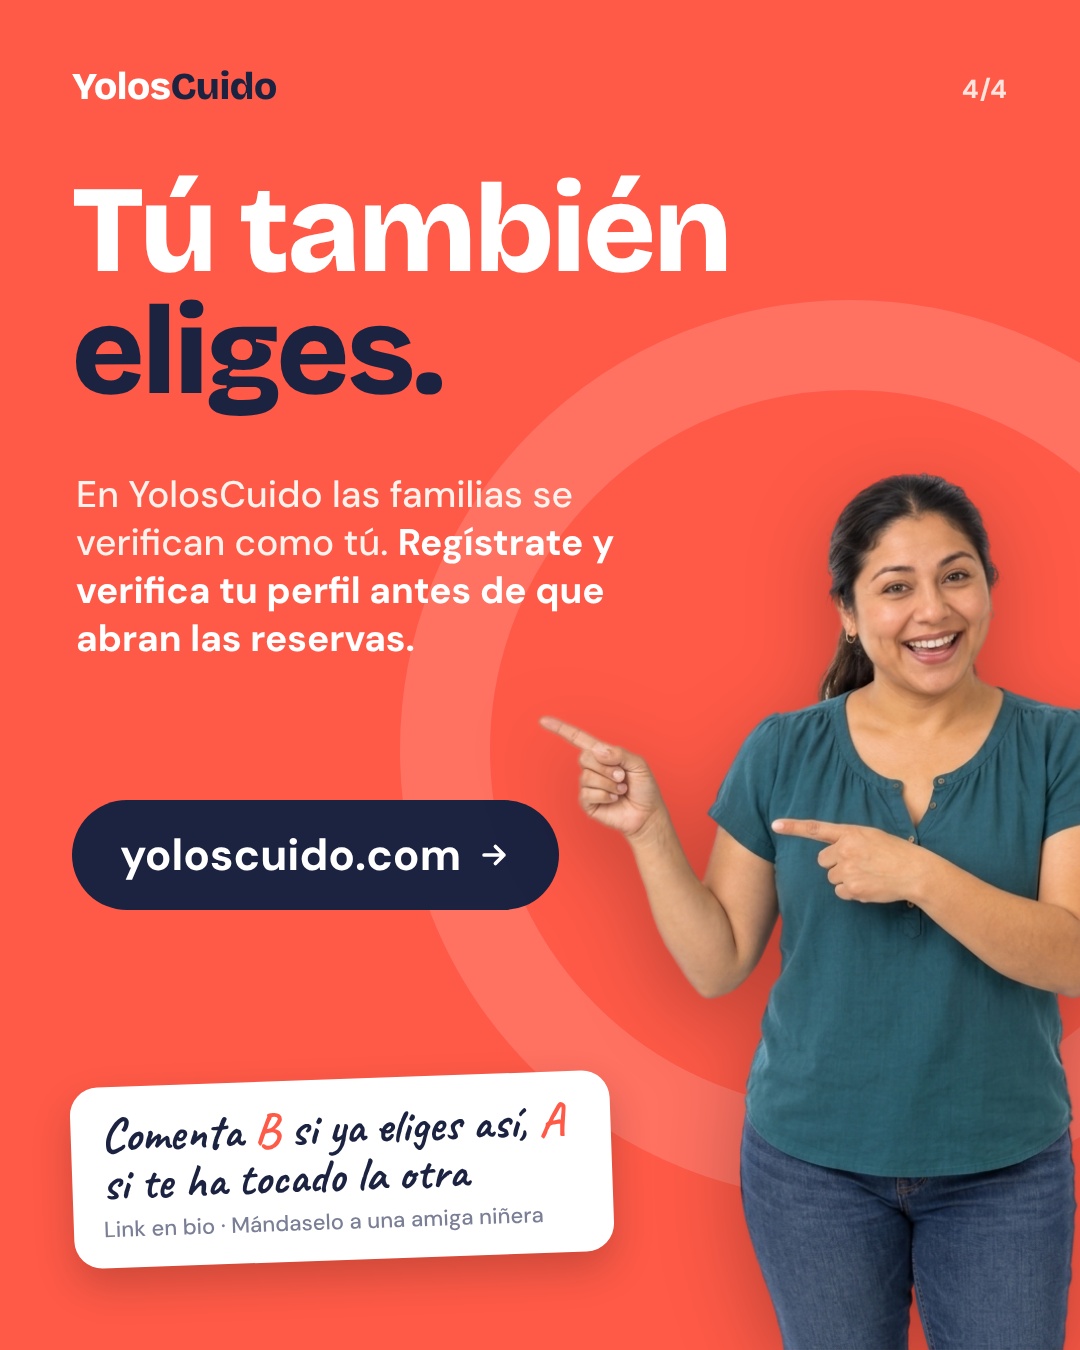 YolosCuido
4/4
Tú también
eliges.
En YolosCuido las familias se
verifican como tú. Regístrate y
verifica tu perfil antes de que
abran las reservas.
yoloscuido.com →
Comenta B si ya eliges así, A
si te ha tocado la otra
Link en bio · Mándaselo a una amiga niñera